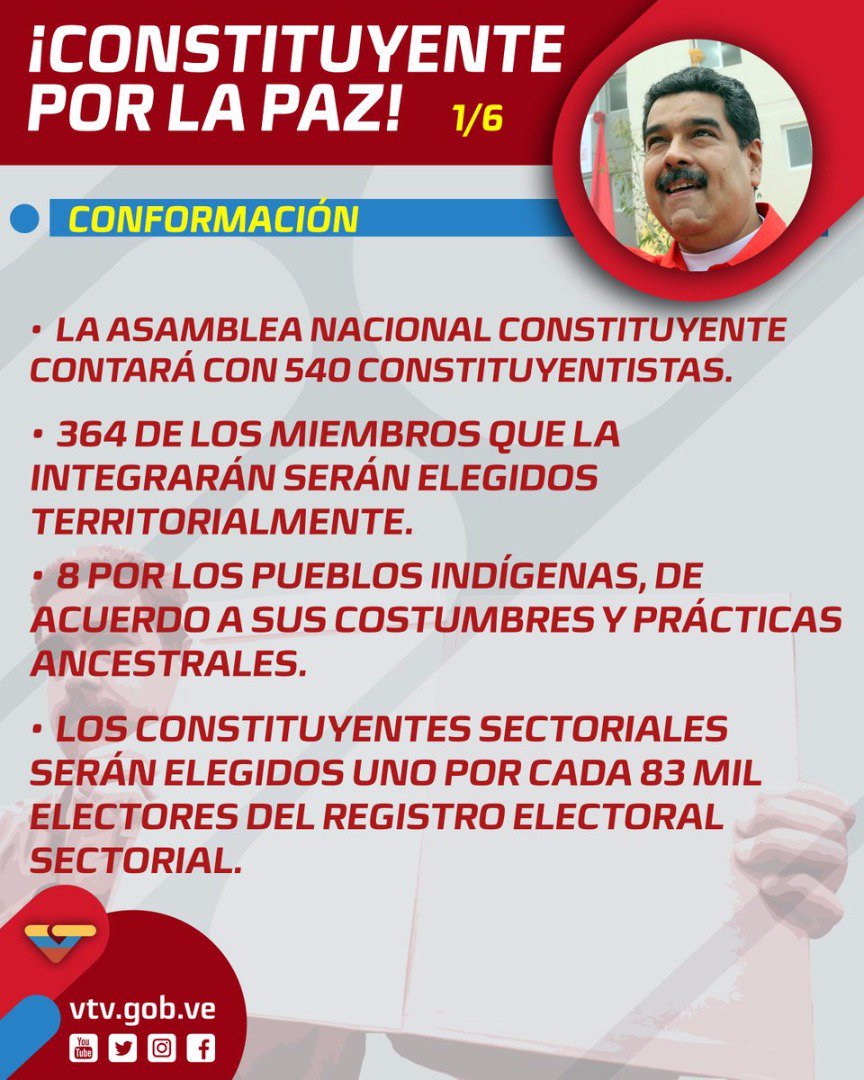 ¡CONSTITUYENTE
POR LA PAZ! 1/6
CONFORMACIÓN
• LA ASAMBLEA NACIONAL CONSTITUYENTE
CONTARÁ CON 540 CONSTITUYENTISTAS.
• 364 DE LOS MIEMBROS QUE LA
INTEGRARÁN SERÁN ELEGIDOS
TERRITORIALMENTE.
• 8 POR LOS PUEBLOS INDÍGENAS, DE
ACUERDO A SUS COSTUMBRES Y PRÁCTICAS
ANCESTRALES.
• LOS CONSTITUYENTES SECTORIALES
SERÁN ELEGIDOS UNO POR CADA 83 MIL
ELECTORES DEL REGISTRO ELECTORAL
SECTORIAL.
vtv.gob.ve
You Tube